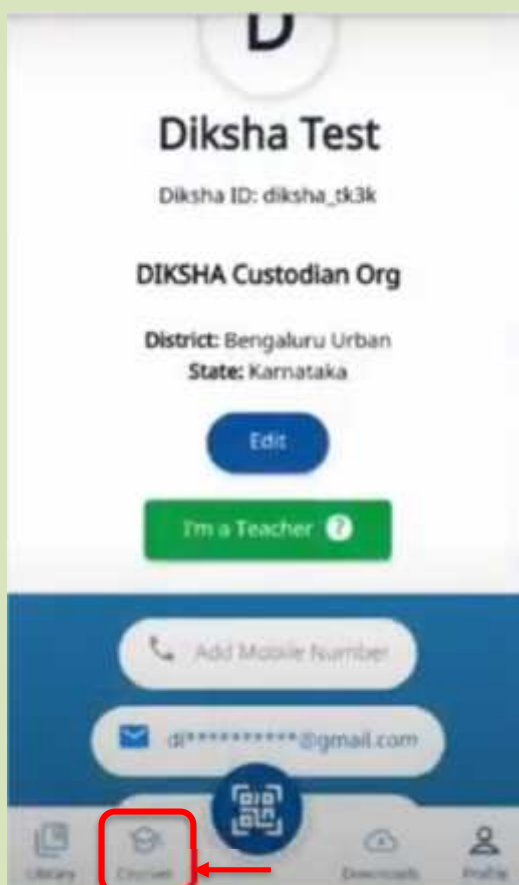 D
Diksha Test
Diksha ID: diksha_tk3k
DIKSHA Custodian Org
District: Bengaluru Urban
State: Karnataka
Edit
I'm a Teacher ?
Add Mobile Number
di**********@gmail.com
Library Courses Downloads Profile